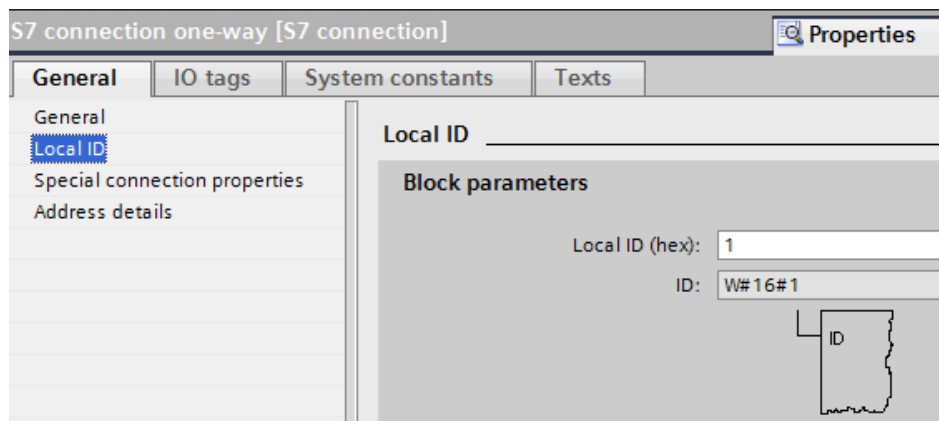 S7 connection one-way [S7 connection]
Properties
General
IO tags
System constants
Texts
General
Local ID
Special connection properties
Address details
Local ID
Block parameters
Local ID (hex): 1
ID: W#16#1
ID